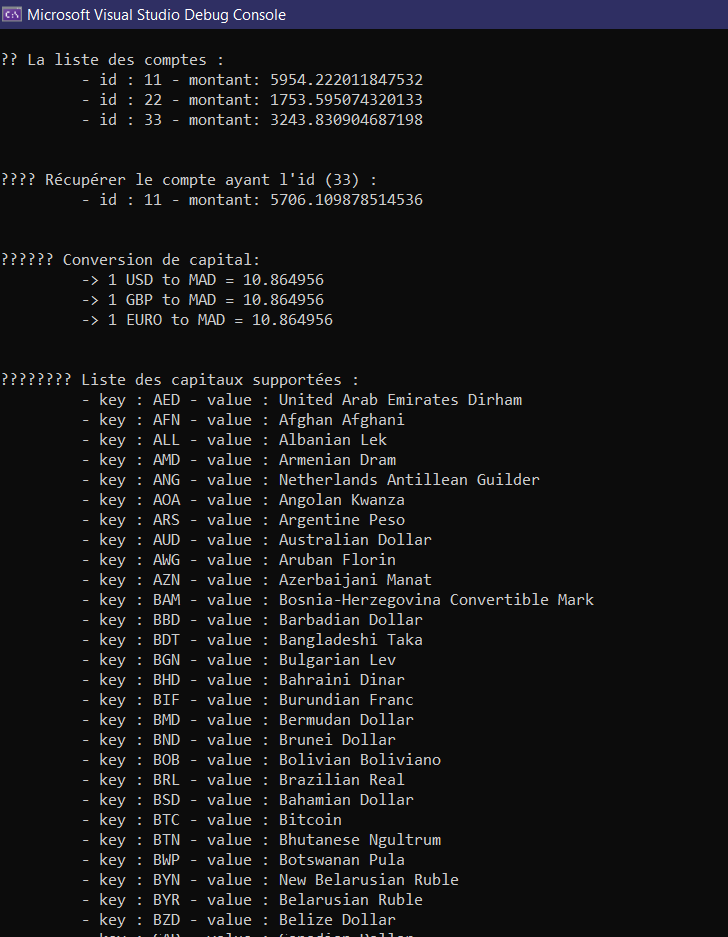 Microsoft Visual Studio Debug Console
?? La liste des comptes :
- id : 11 - montant: 5954.222011847532
- id : 22 - montant: 1753.595074320133
- id : 33 - montant: 3243.830904687198
???? Récupérer le compte ayant l'id (33) :
- id : 11 - montant: 5706.109878514536
?????? Conversion de capital:
-> 1 USD to MAD = 10.864956
-> 1 GBP to MAD = 10.864956
-> 1 EURO to MAD = 10.864956
???????? Liste des capitaux supportées :
- key : AED - value : United Arab Emirates Dirham
- key : AFN - value : Afghan Afghani
- key : ALL - value : Albanian Lek
- key : AMD - value : Armenian Dram
- key : ANG - value : Netherlands Antillean Guilder
- key : AOA - value : Angolan Kwanza
- key : ARS - value : Argentine Peso
- key : AUD - value : Australian Dollar
- key : AWG - value : Aruban Florin
- key : AZN - value : Azerbaijani Manat
- key : BAM - value : Bosnia-Herzegovina Convertible Mark
- key : BBD - value : Barbadian Dollar
- key : BDT - value : Bangladeshi Taka
- key : BGN - value : Bulgarian Lev
- key : BHD - value : Bahraini Dinar
- key : BIF - value : Burundian Franc
- key : BMD - value : Bermudan Dollar
- key : BND - value : Brunei Dollar
- key : BOB - value : Bolivian Boliviano
- key : BRL - value : Brazilian Real
- key : BSD - value : Bahamian Dollar
- key : BTC - value : Bitcoin
- key : BTN - value : Bhutanese Ngultrum
- key : BWP - value : Botswanan Pula
- key : BYN - value : New Belarusian Ruble
- key : BYR - value : Belarusian Ruble
- key : BZD - value : Belize Dollar